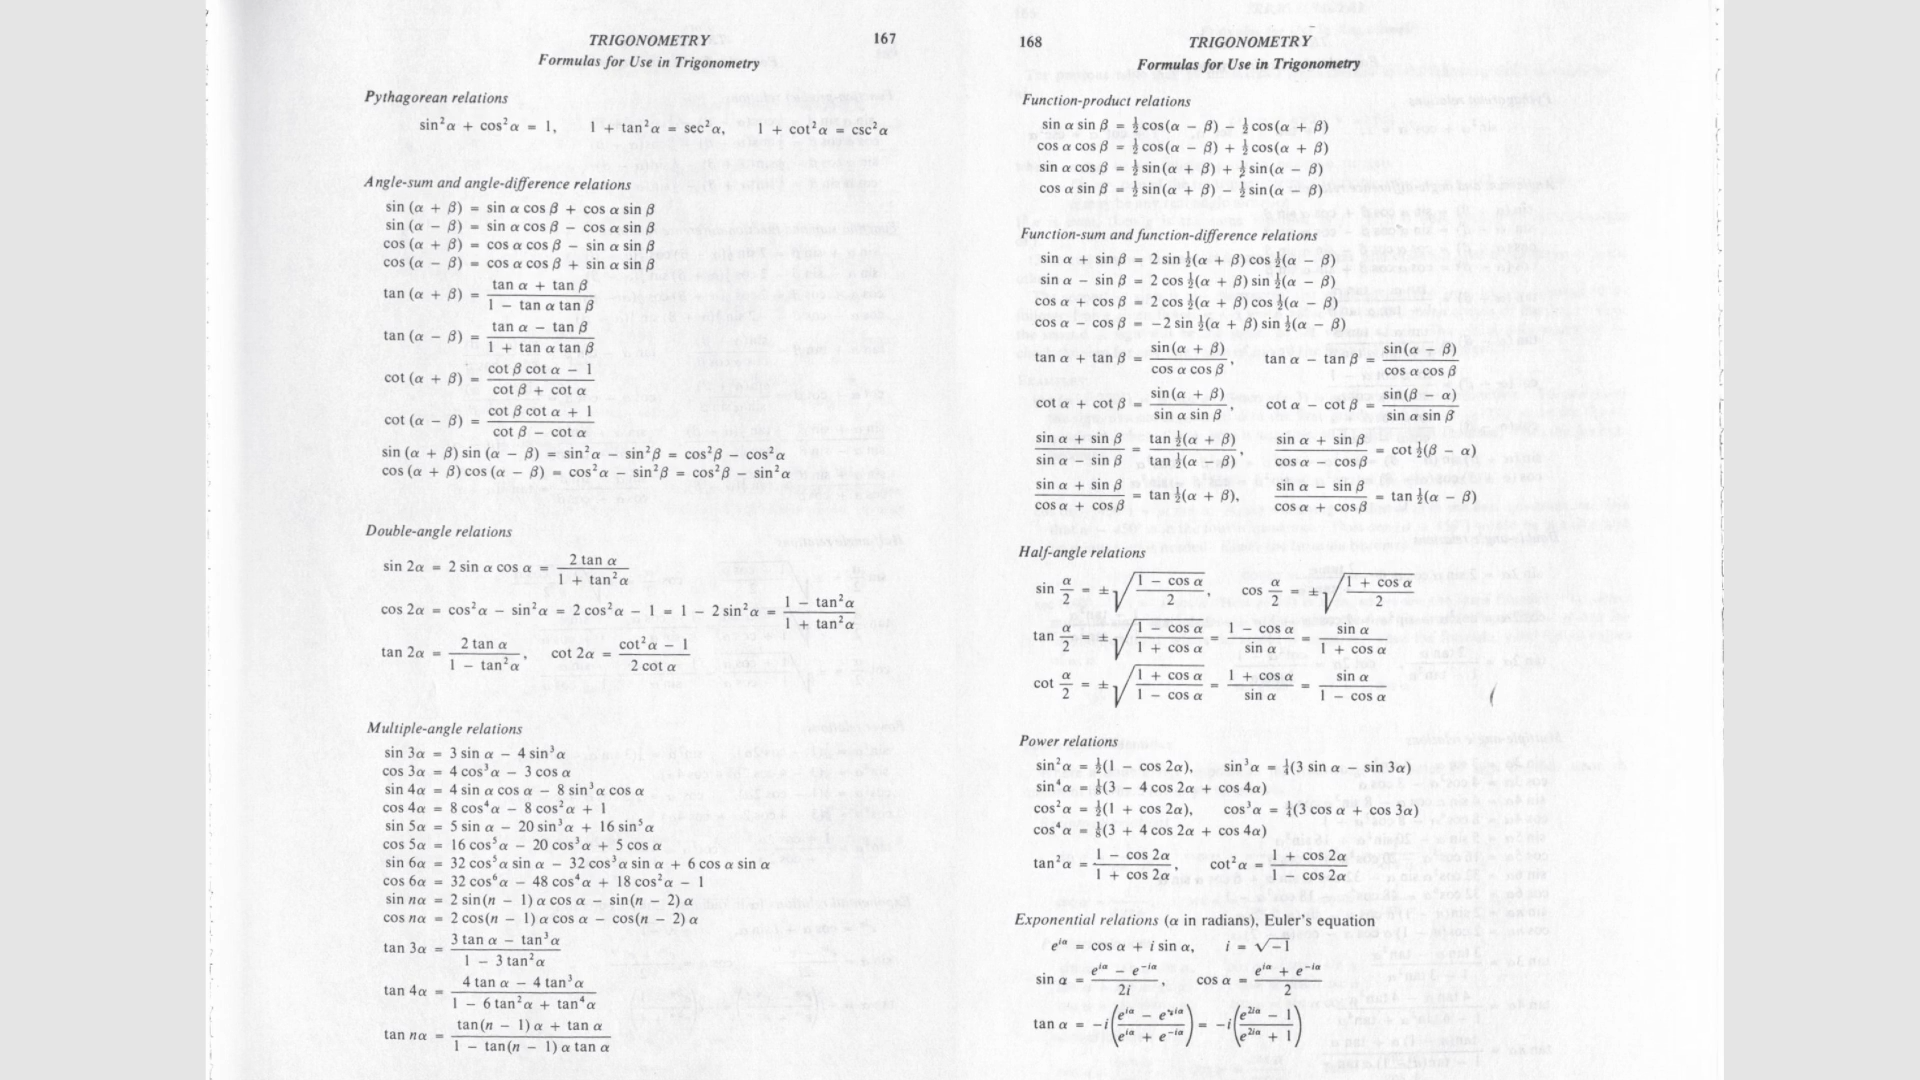 TRIGONOMETRY 167
Formulas for Use in Trigonometry
Pythagorean relations
sin²α + cos²α = 1, 1 + tan²α = sec²α, 1 + cot²α = csc²α
Angle-sum and angle-difference relations
sin (α + β) = sin α cos β + cos α sin β
sin (α − β) = sin α cos β − cos α sin β
cos (α + β) = cos α cos β − sin α sin β
cos (α − β) = cos α cos β + sin α sin β
tan (α + β) = (tan α + tan β)/(1 − tan α tan β)
tan (α − β) = (tan α − tan β)/(1 + tan α tan β)
cot (α + β) = (cot β cot α − 1)/(cot β + cot α)
cot (α − β) = (cot β cot α + 1)/(cot β − cot α)
sin (α + β) sin (α − β) = sin²α − sin²β = cos²β − cos²α
cos (α + β) cos (α − β) = cos²α − sin²β = cos²β − sin²α
Double-angle relations
sin 2α = 2 sin α cos α = (2 tan α)/(1 + tan²α)
cos 2α = cos²α − sin²α = 2 cos²α − 1 = 1 − 2 sin²α = (1 − tan²α)/(1 + tan²α)
tan 2α = (2 tan α)/(1 − tan²α), cot 2α = (cot²α − 1)/(2 cot α)
Multiple-angle relations
sin 3α = 3 sin α − 4 sin³α
cos 3α = 4 cos³α − 3 cos α
sin 4α = 4 sin α cos α − 8 sin³α cos α
cos 4α = 8 cos⁴α − 8 cos²α + 1
sin 5α = 5 sin α − 20 sin³α + 16 sin⁵α
cos 5α = 16 cos⁵α − 20 cos³α + 5 cos α
sin 6α = 32 cos⁵α sin α − 32 cos³α sin α + 6 cos α sin α
cos 6α = 32 cos⁶α − 48 cos⁴α + 18 cos²α − 1
sin nα = 2 sin(n − 1) α cos α − sin(n − 2) α
cos nα = 2 cos(n − 1) α cos α − cos(n − 2) α
tan 3α = (3 tan α − tan³α)/(1 − 3 tan²α)
tan 4α = (4 tan α − 4 tan³α)/(1 − 6 tan²α + tan⁴α)
tan nα = (tan(n − 1) α + tan α)/(1 − tan(n − 1) α tan α)
168 TRIGONOMETRY
Formulas for Use in Trigonometry
Function-product relations
sin α sin β = ½ cos(α − β) − ½ cos(α + β)
cos α cos β = ½ cos(α − β) + ½ cos(α + β)
sin α cos β = ½ sin(α + β) + ½ sin(α − β)
cos α sin β = ½ sin(α + β) − ½ sin(α − β)
Function-sum and function-difference relations
sin α + sin β = 2 sin ½(α + β) cos ½(α − β)
sin α − sin β = 2 cos ½(α + β) sin ½(α − β)
cos α + cos β = 2 cos ½(α + β) cos ½(α − β)
cos α − cos β = −2 sin ½(α + β) sin ½(α − β)
tan α + tan β = sin(α + β)/(cos α cos β), tan α − tan β = sin(α − β)/(cos α cos β)
cot α + cot β = sin(α + β)/(sin α sin β), cot α − cot β = sin(β − α)/(sin α sin β)
(sin α + sin β)/(sin α − sin β) = tan ½(α + β)/tan ½(α − β), (sin α + sin β)/(cos α − cos β) = cot ½(β − α)
(sin α + sin β)/(cos α + cos β) = tan ½(α + β), (sin α − sin β)/(cos α + cos β) = tan ½(α − β)
Half-angle relations
sin α/2 = ±√((1 − cos α)/2), cos α/2 = ±√((1 + cos α)/2)
tan α/2 = ±√((1 − cos α)/(1 + cos α)) = (1 − cos α)/(sin α) = (sin α)/(1 + cos α)
cot α/2 = ±√((1 + cos α)/(1 − cos α)) = (1 + cos α)/(sin α) = (sin α)/(1 − cos α)
Power relations
sin²α = ½(1 − cos 2α), sin³α = ¼(3 sin α − sin 3α)
sin⁴α = ⅛(3 − 4 cos 2α + cos 4α)
cos²α = ½(1 + cos 2α), cos³α = ¼(3 cos α + cos 3α)
cos⁴α = ⅛(3 + 4 cos 2α + cos 4α)
tan²α = (1 − cos 2α)/(1 + cos 2α), cot²α = (1 + cos 2α)/(1 − cos 2α)
Exponential relations (α in radians), Euler's equation
e^{iα} = cos α + i sin α, i = √−1
sin α = (e^{iα} − e^{−iα})/(2i), cos α = (e^{iα} + e^{−iα})/2
tan α = −i((e^{iα} − e^{−iα})/(e^{iα} + e^{−iα})) = −i((e^{2iα} − 1)/(e^{2iα} + 1))